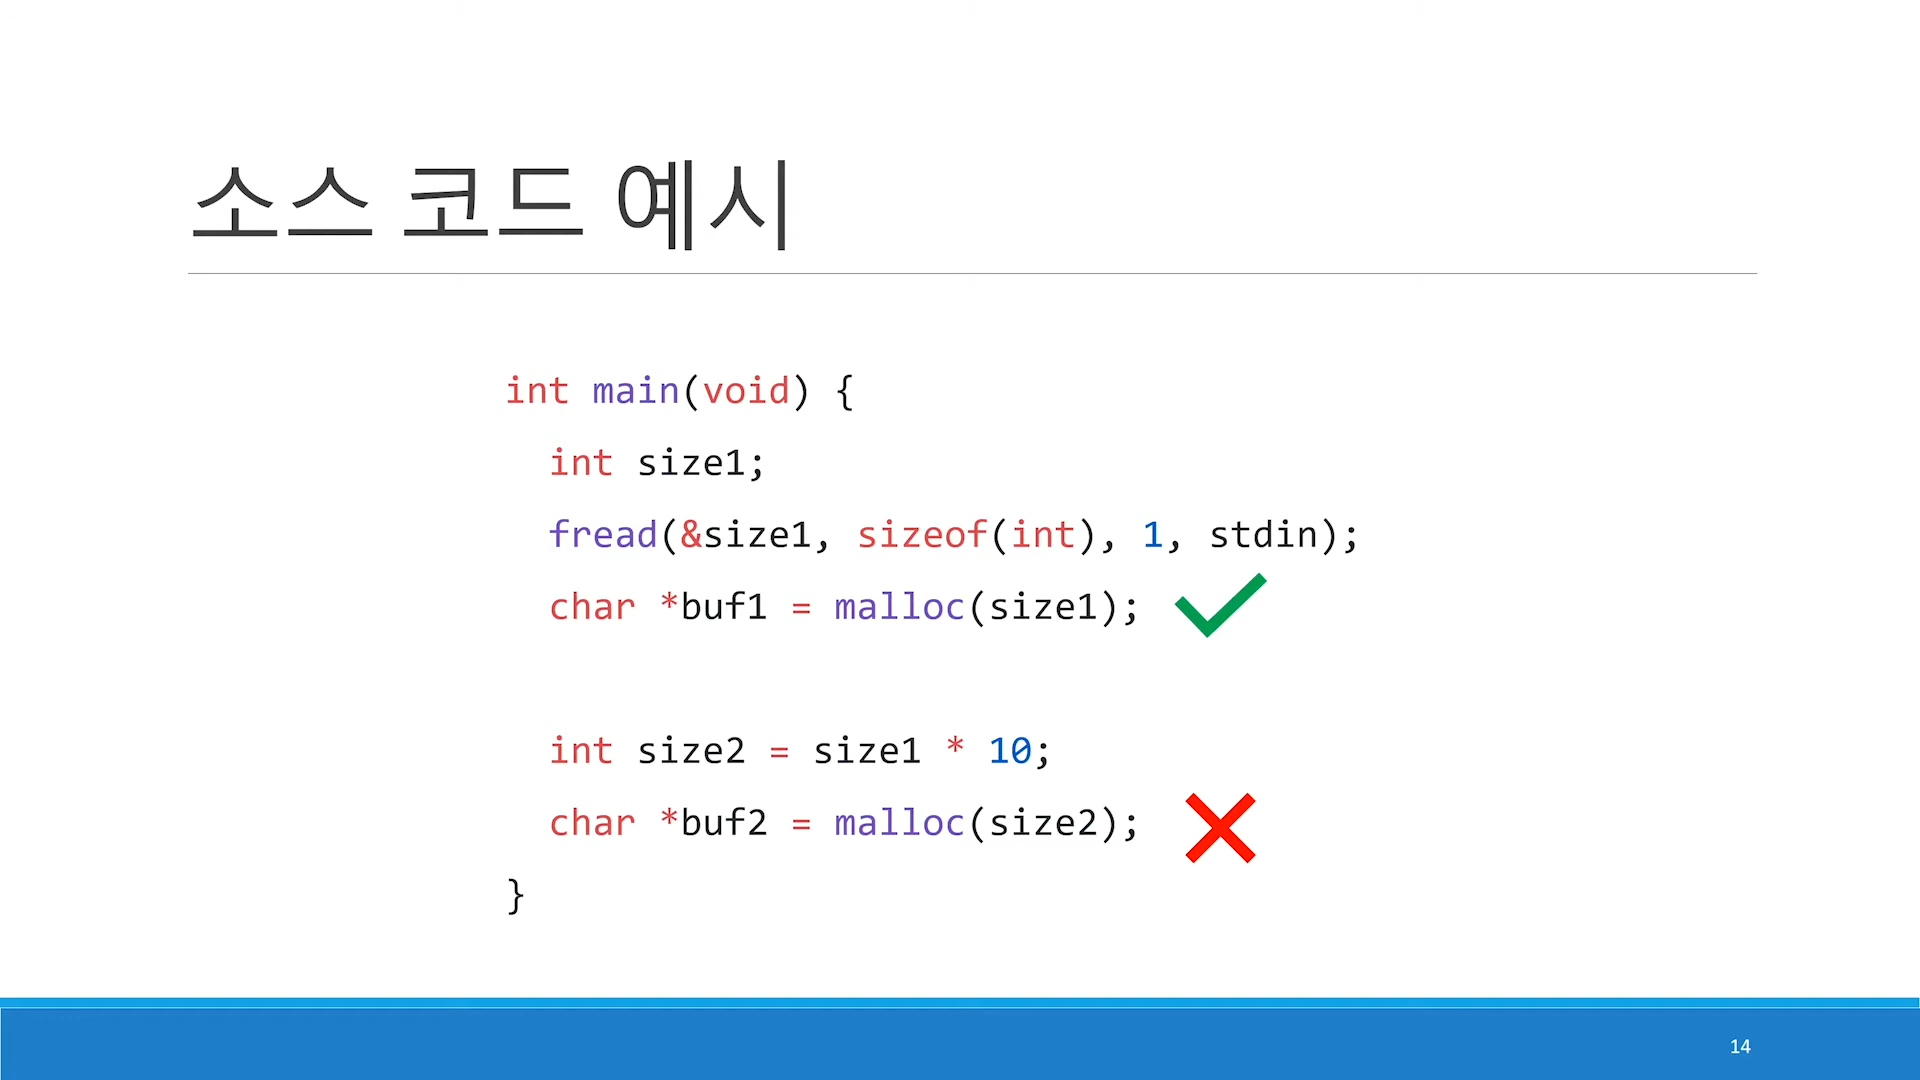 소스 코드 예시
int main(void) {
int size1;
fread(&size1, sizeof(int), 1, stdin);
char *buf1 = malloc(size1);
int size2 = size1 * 10;
char *buf2 = malloc(size2);
}
14